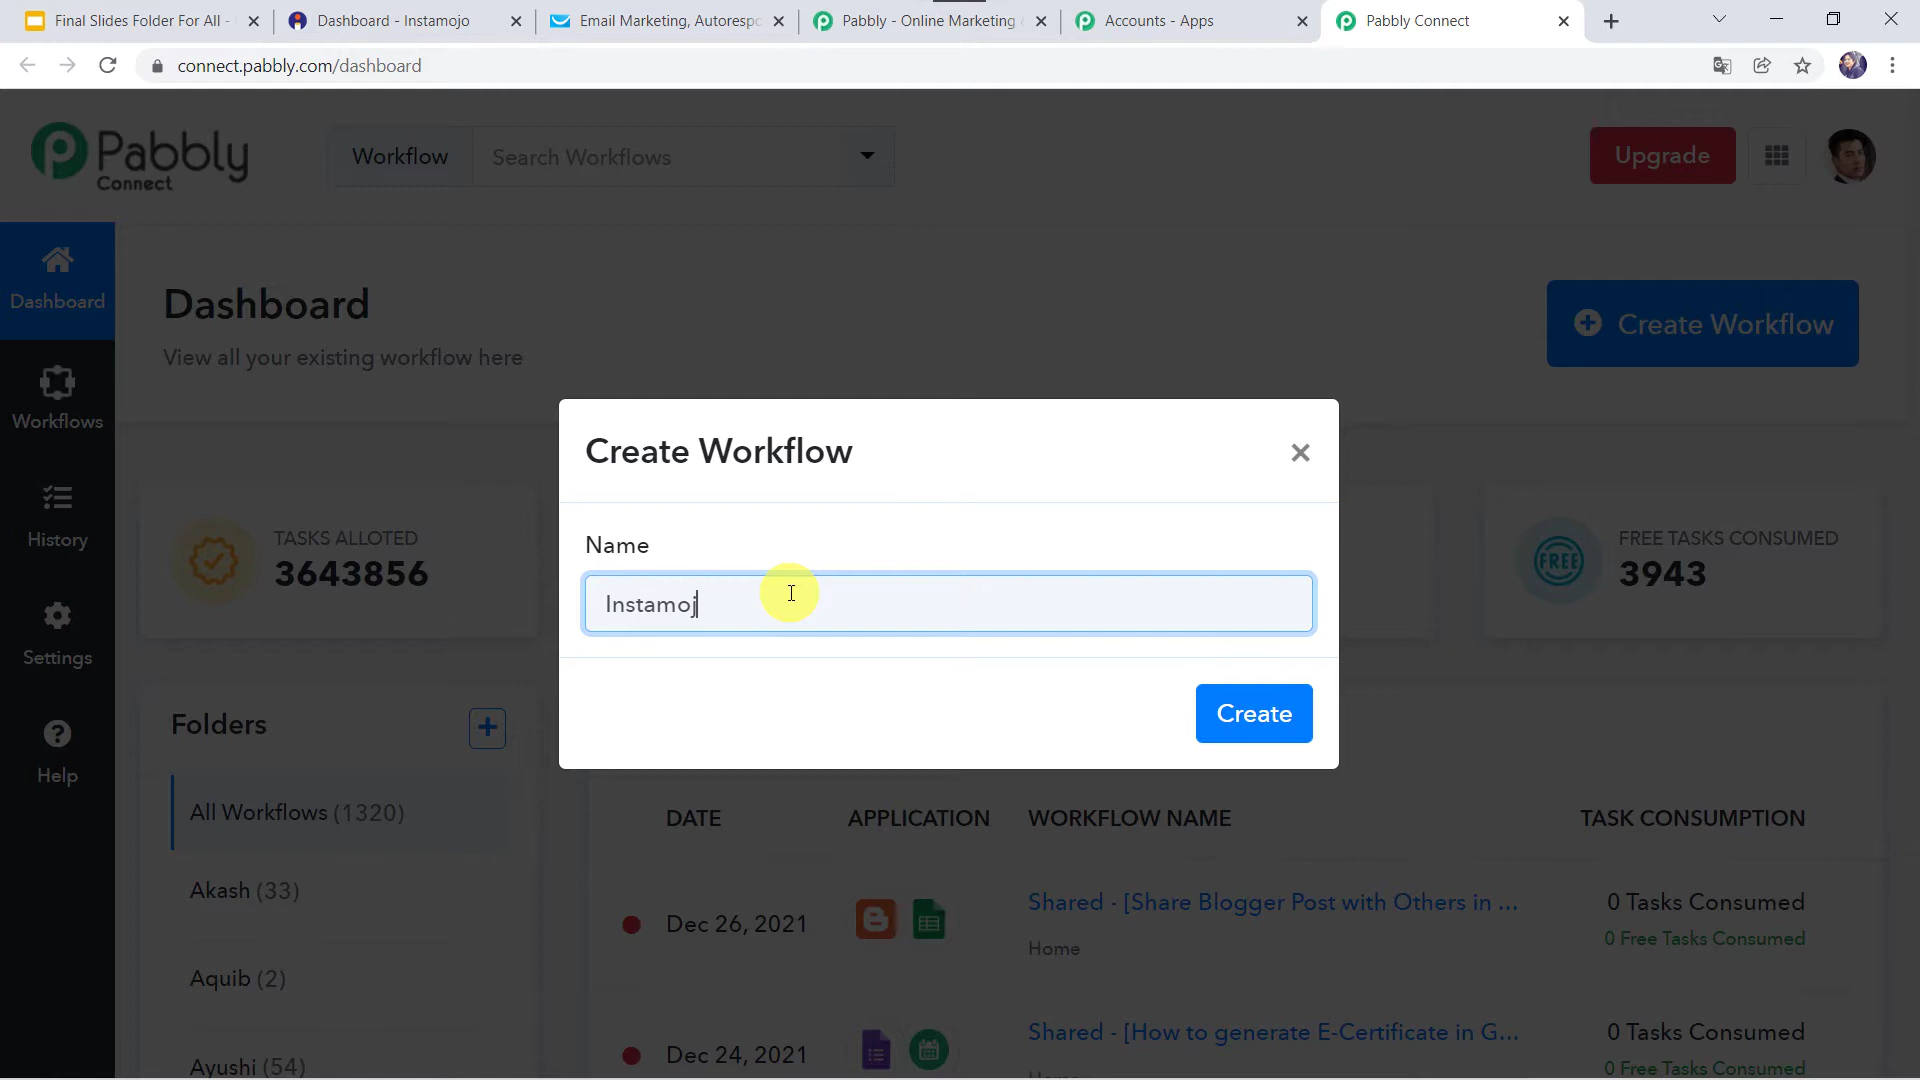 Final Slides Folder For All -
Dashboard - Instamojo
Email Marketing, Autorespo
Pabbly - Online Marketing
Accounts - Apps
Pabbly Connect
connect.pabbly.com/dashboard
Pabbly
Connect
Workflow
Search Workflows
Upgrade
Dashboard
Workflows
History
Settings
Help
Dashboard
View all your existing workflow here
Create Workflow
TASKS ALLOTED
3643856
FREE
FREE TASKS CONSUMED
3943
Create Workflow
Name
Instamoj
Create
Folders
All Workflows (1320)
Akash (33)
Aquib (2)
Ayushi (54)
DATE APPLICATION WORKFLOW NAME TASK CONSUMPTION
Dec 26, 2021 Shared - [Share Blogger Post with Others in ... 0 Tasks Consumed
Home 0 Free Tasks Consumed
Dec 24, 2021 Shared - [How to generate E-Certificate in G... 0 Tasks Consumed
0 Free Tasks Consumed